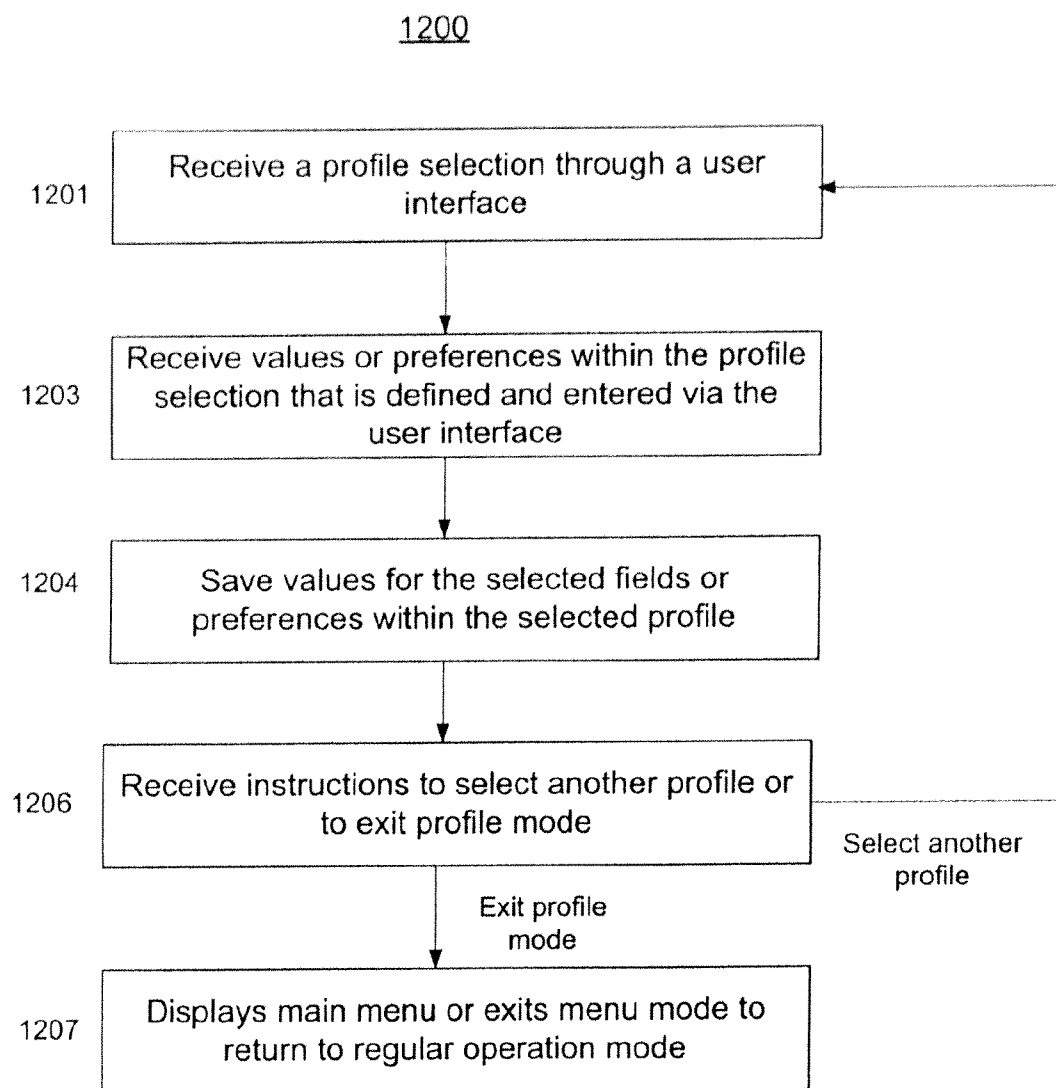 1200
1201
Receive a profile selection through a user
interface
1203
Receive values or preferences within the profile
selection that is defined and entered via the
user interface
1204
Save values for the selected fields or
preferences within the selected profile
1206
Receive instructions to select another profile or
to exit profile mode
Select another
profile
Exit profile
mode
1207
Displays main menu or exits menu mode to
return to regular operation mode